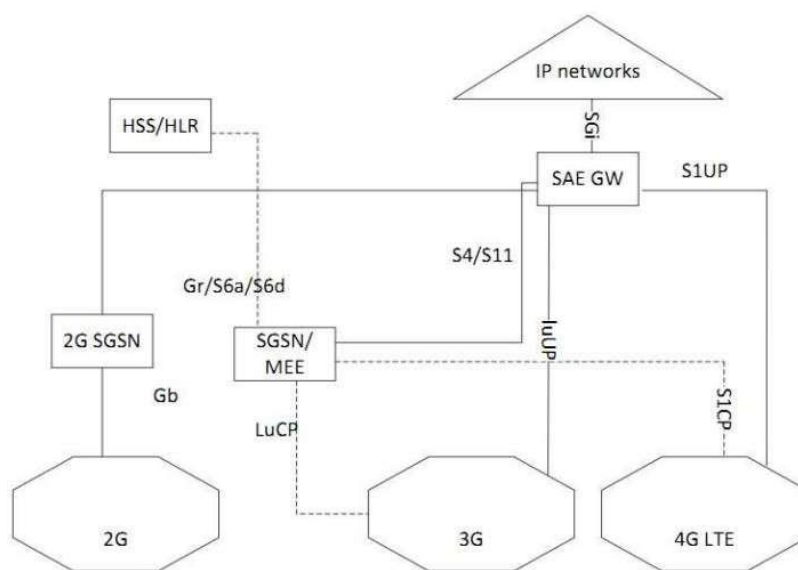 IP networks
HSS/HLR
SGi
SAE GW
S1UP
S4/S11
Gr/S6a/S6d
2G SGSN
SGSN/
MEE
IuUP
Gb
S1CP
LuCP
2G
3G
4G LTE